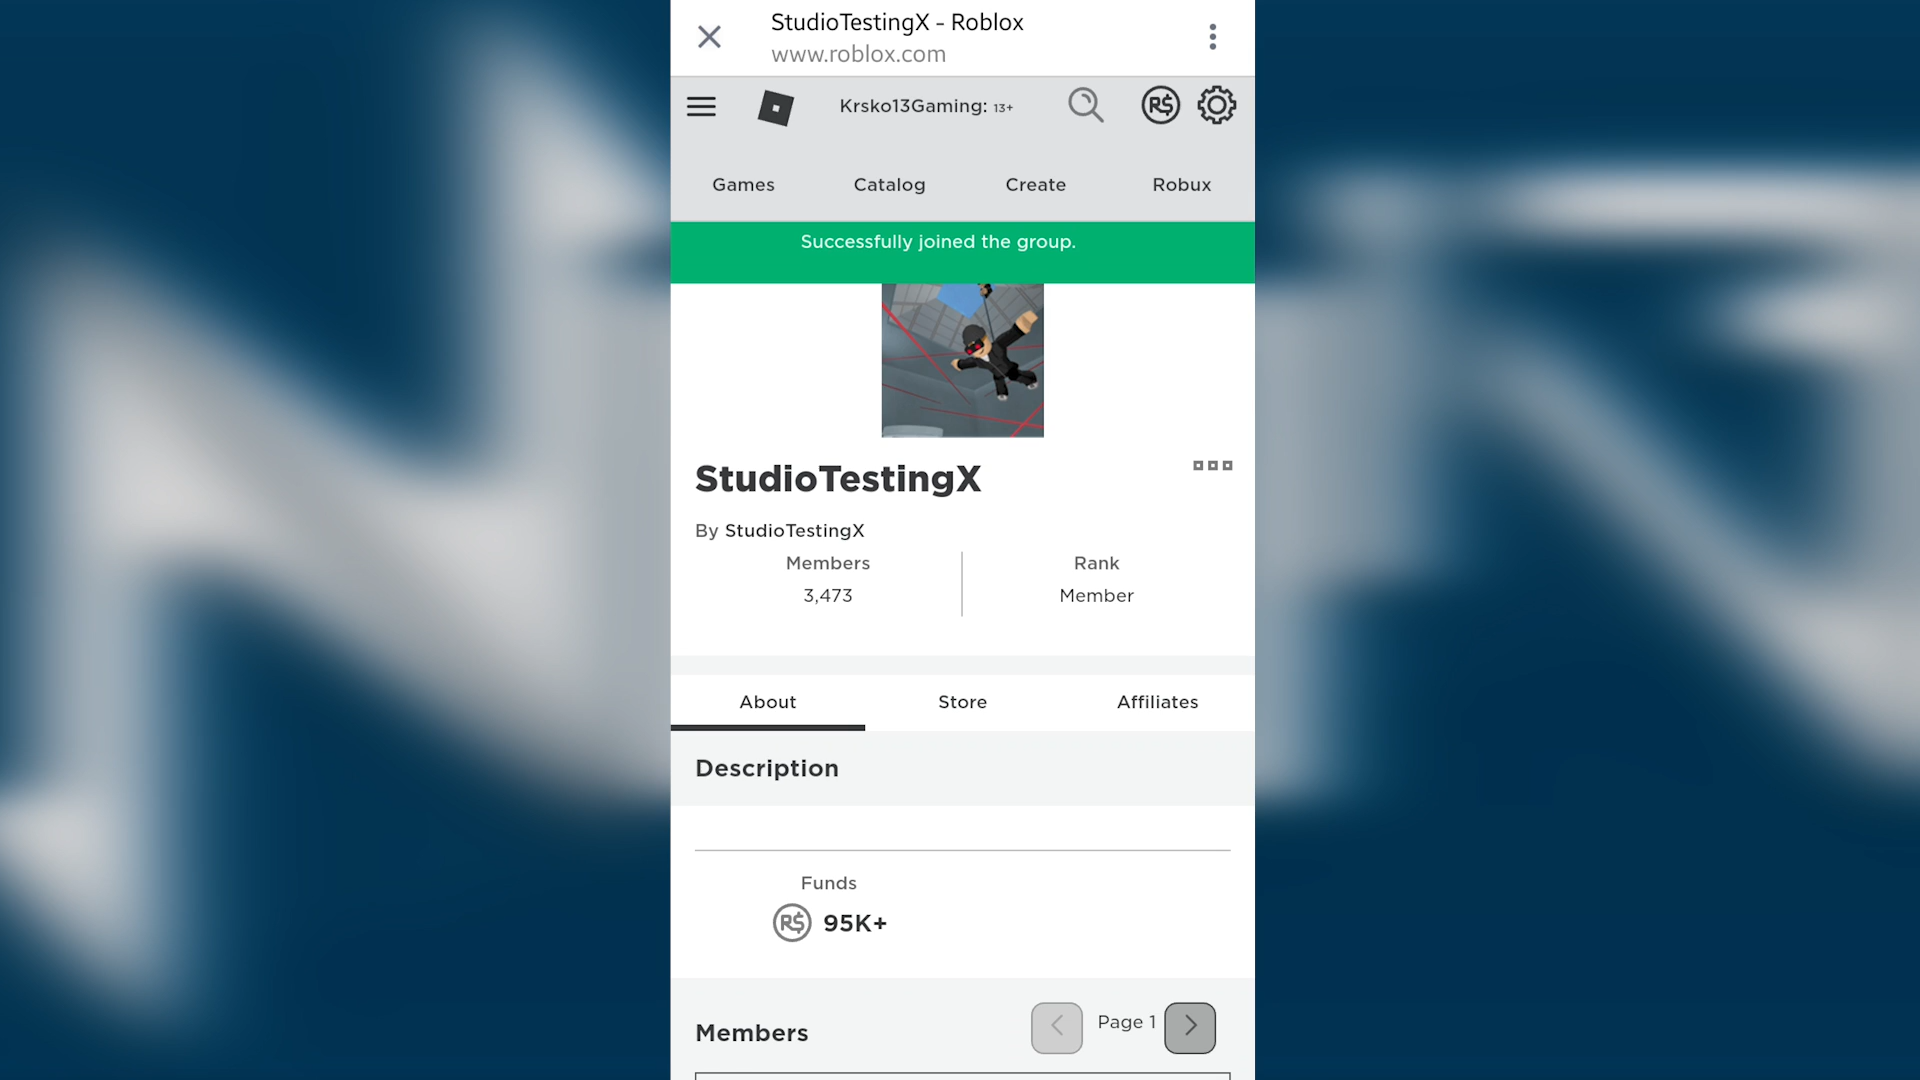 StudioTestingX - Roblox
www.roblox.com
Krsko13Gaming: 13+
R$
Games Catalog Create Robux
Successfully joined the group.
StudioTestingX
By StudioTestingX
Members Rank
3,473 Member
About Store Affiliates
Description
Funds
R$ 95K+
Members Page 1